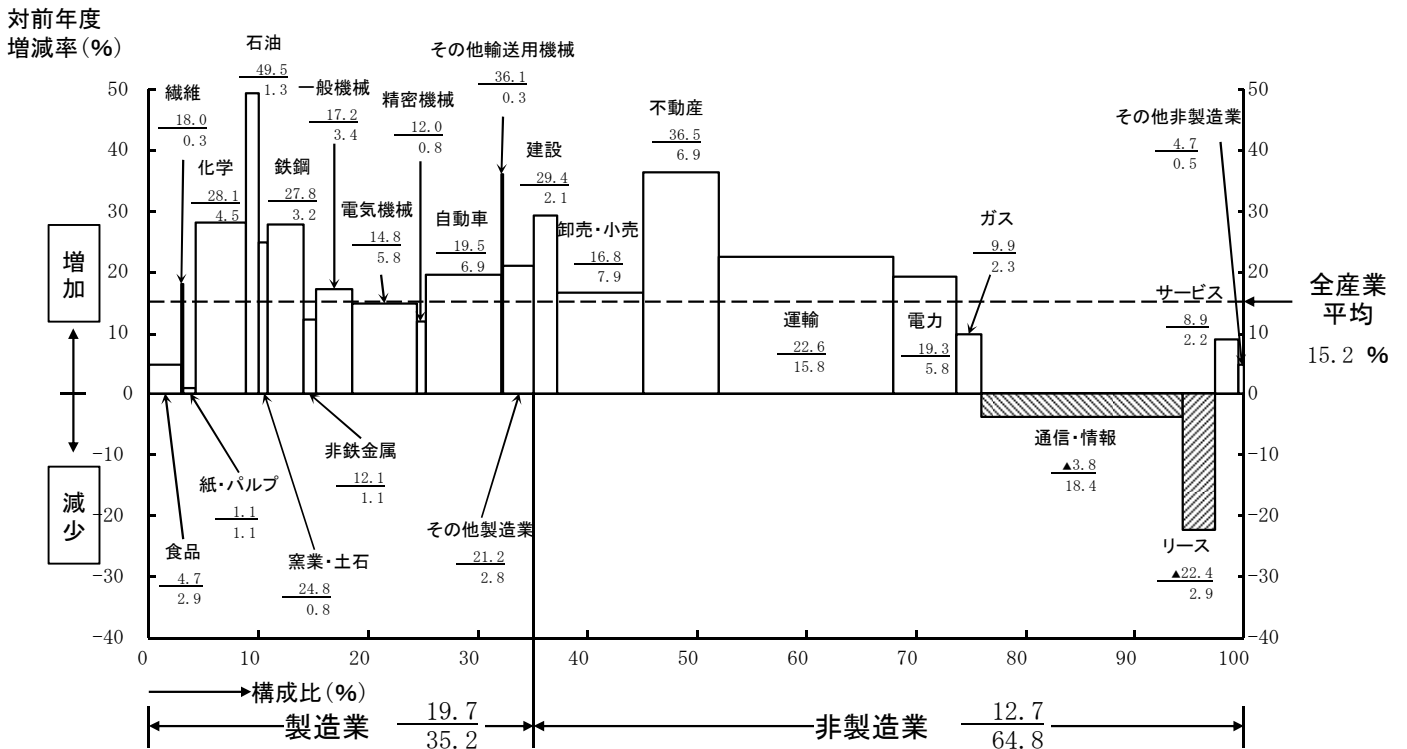 対前年度
増減率(%)
繊維
18.0
0.3
石油
49.5
1.3
一般機械
17.2
3.4
精密機械
12.0
0.8
その他輸送用機械
36.1
0.3
不動産
36.5
6.9
その他非製造業
4.7
0.5
化学
28.1
4.5
鉄鋼
27.8
3.2
電気機械
14.8
5.8
自動車
19.5
6.9
建設
29.4
2.1
卸売・小売
16.8
7.9
ガス
9.9
2.3
運輸
22.6
15.8
電力
19.3
5.8
サービス
8.9
2.2
全産業
平均
15.2 %
増加
減少
50
40
30
20
10
0
-10
-20
-30
-40
50
40
30
20
10
0
-10
-20
-30
-40
食品
4.7
2.9
紙・パルプ
1.1
1.1
窯業・土石
24.8
0.8
非鉄金属
12.1
1.1
その他製造業
21.2
2.8
通信・情報
▲3.8
18.4
リース
▲22.4
2.9
0 10 20 30 40 50 60 70 80 90 100
構成比(%)
製造業 19.7
35.2
非製造業 12.7
64.8